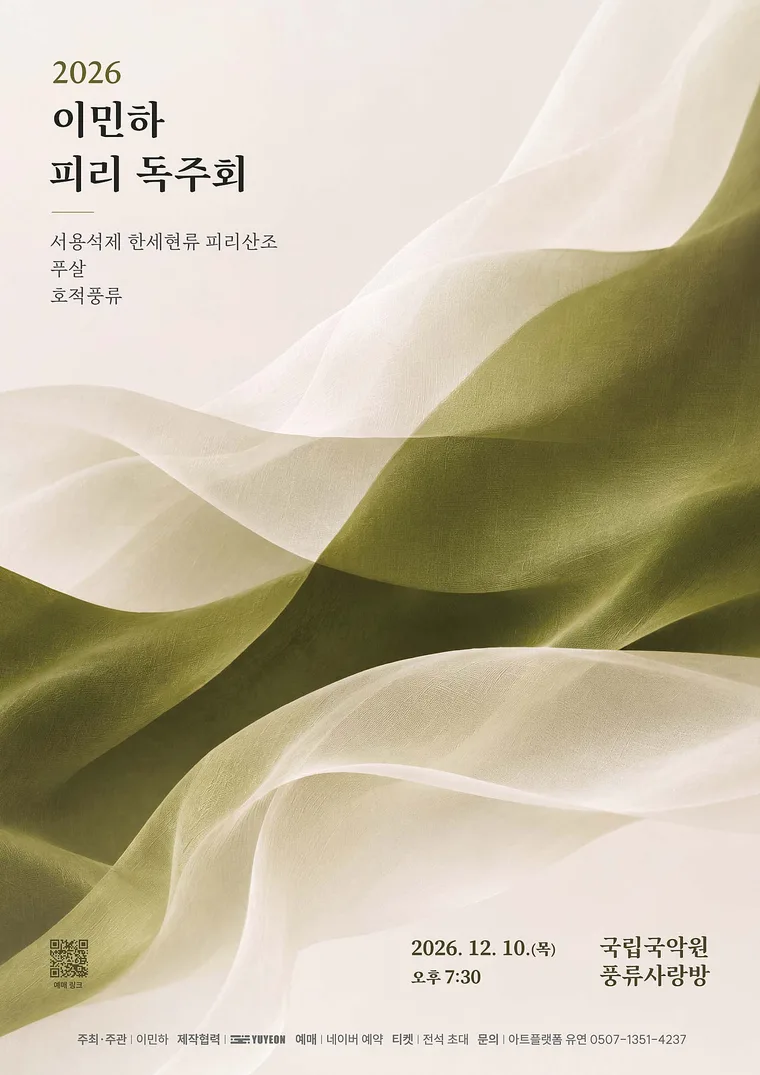 2026
이민하
피리 독주회
서용석제 한세현류 피리산조
푸살
호적풍류
예매 링크
2026. 12. 10.(목)
오후 7:30
국립국악원
풍류사랑방
주최·주관 | 이민하 제작협력 | YUYEON 예매 | 네이버 예약 티켓 | 전석 초대 문의 | 아트플랫폼 유연 0507-1351-4237